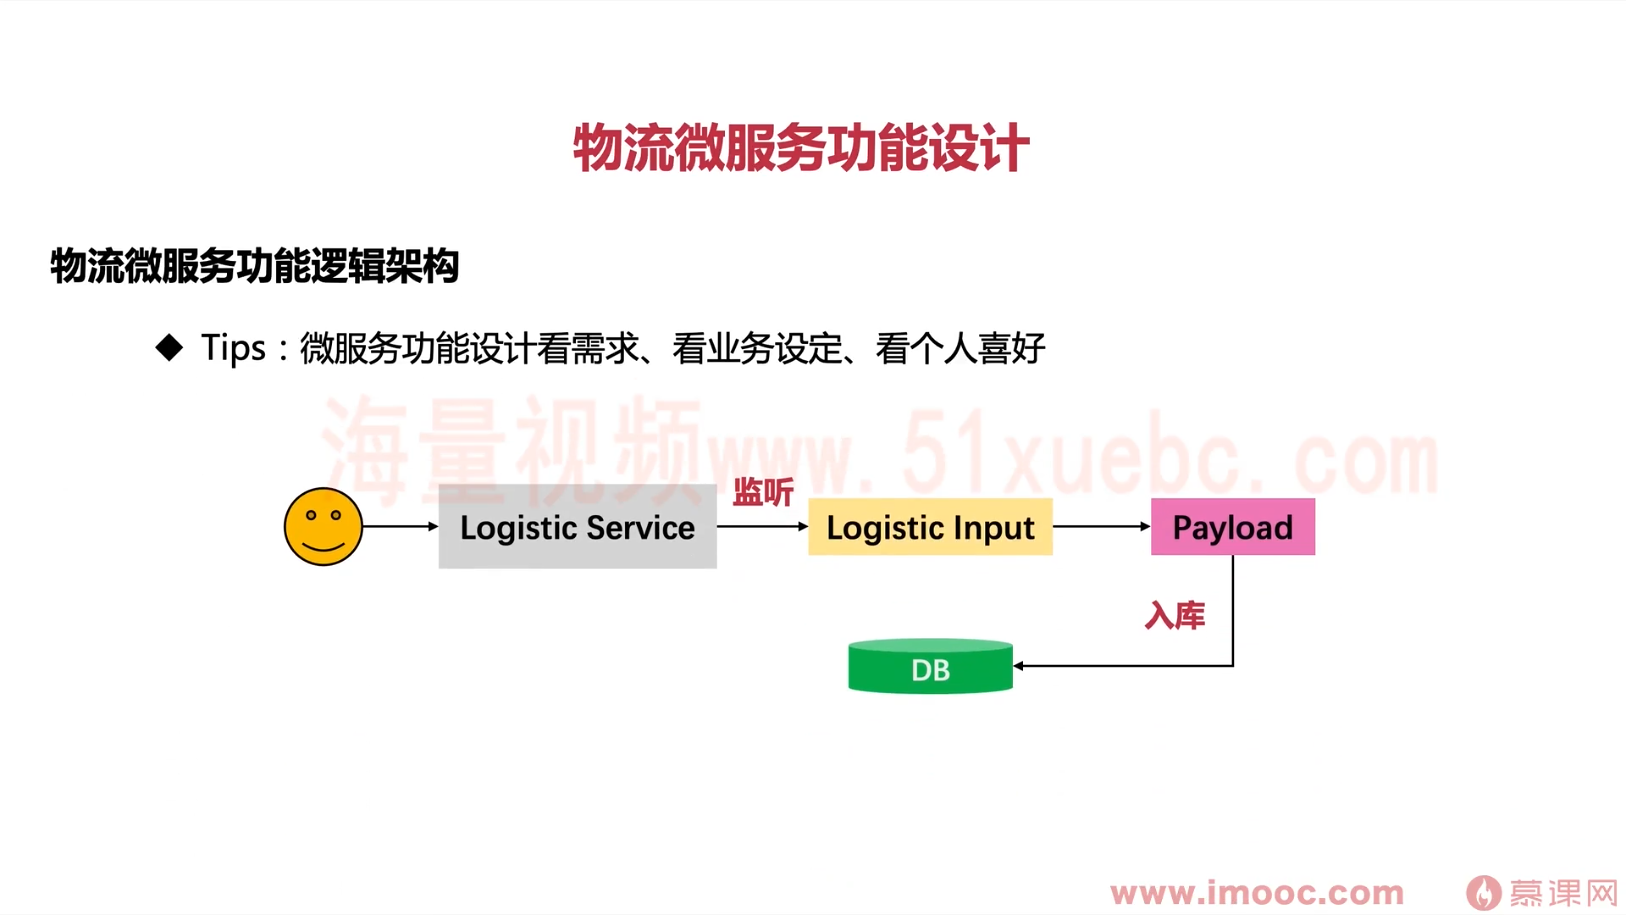 物流微服务功能设计
物流微服务功能逻辑架构
◆ Tips：微服务功能设计看需求、看业务设定、看个人喜好
海量视频www.51xuebc.com
监听
Logistic Service
Logistic Input
Payload
入库
DB
www.imooc.com
慕课网